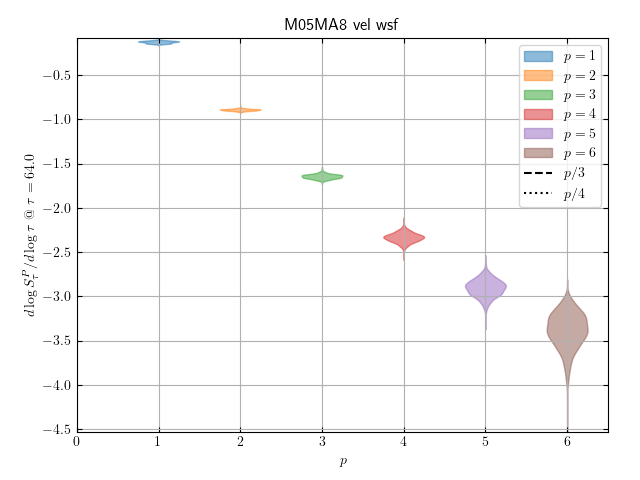 M05MA8 vel wsf
d log S_τ^P / d log τ @ τ = 64.0
−0.5
−1.0
−1.5
−2.0
−2.5
−3.0
−3.5
−4.0
−4.5
0
1
2
3
4
5
6
p
p = 1
p = 2
p = 3
p = 4
p = 5
p = 6
p/3
p/4